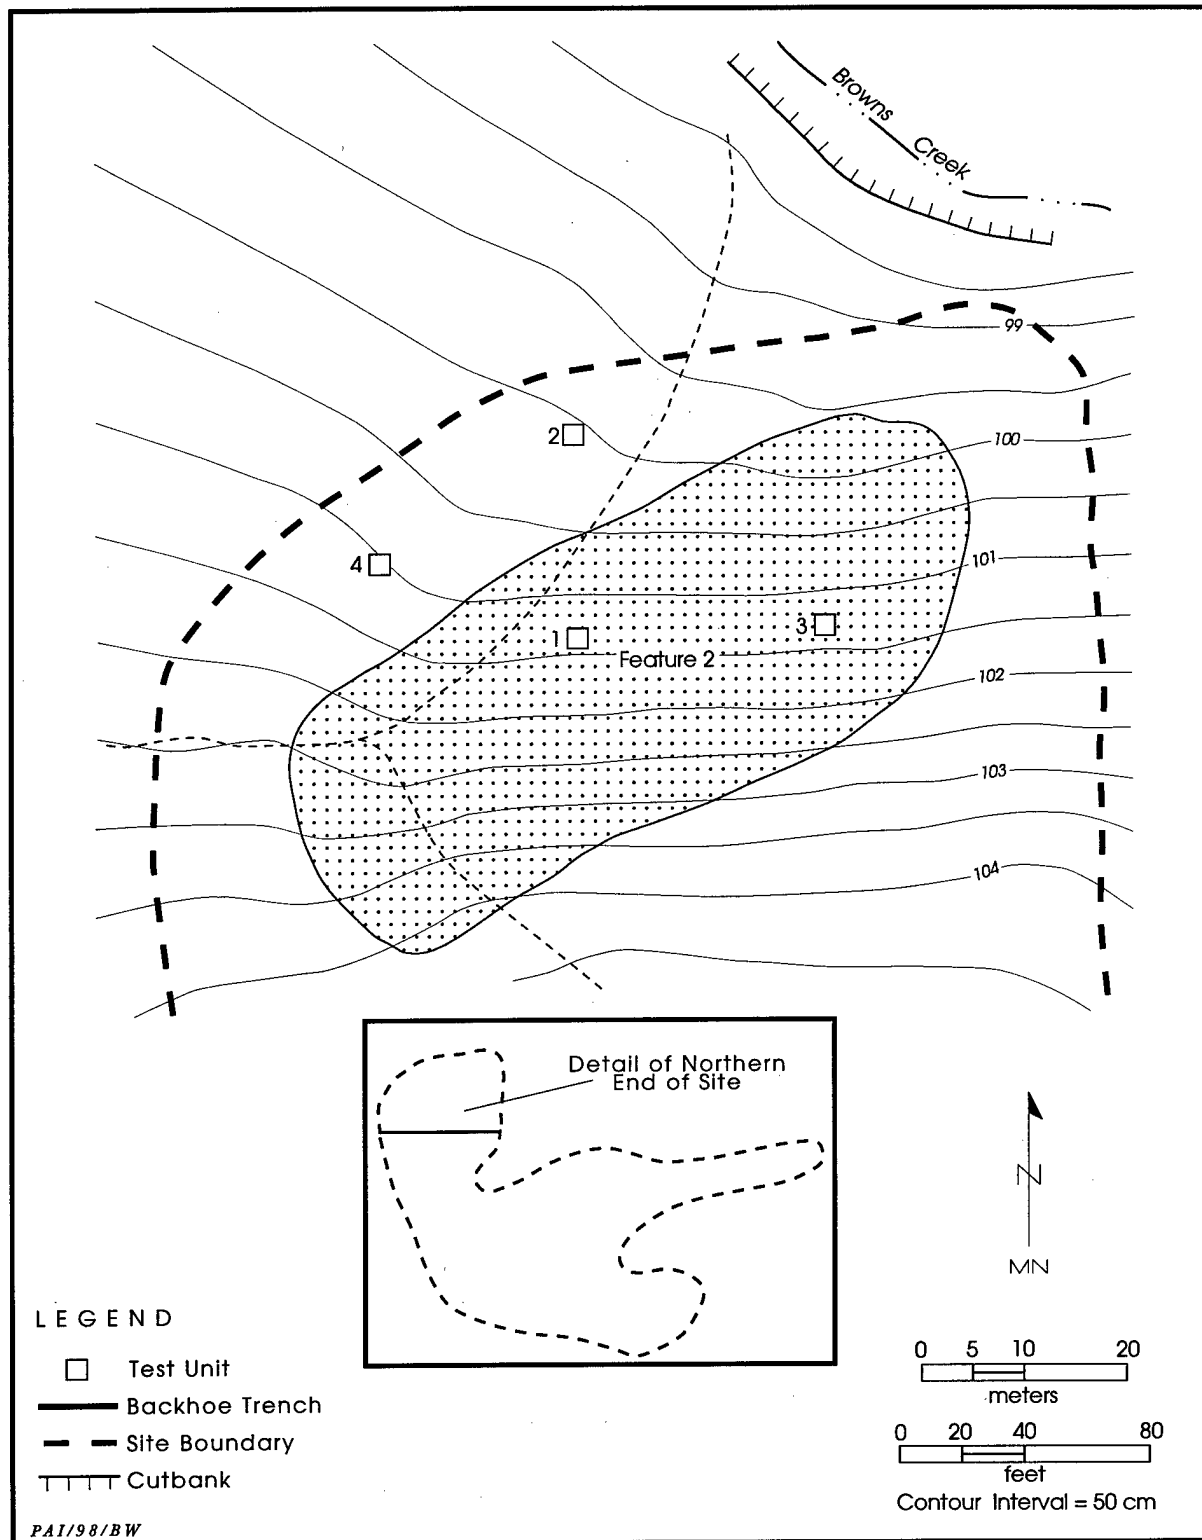 Browns
Creek
99
2
100
4
101
1
3
Feature 2
102
103
104
Detail of Northern
End of Site
N
MN
LEGEND
Test Unit
Backhoe Trench
Site Boundary
Cutbank
0 5 10 20
meters
0 20 40 80
feet
Contour Interval = 50 cm
PAI/98/BW